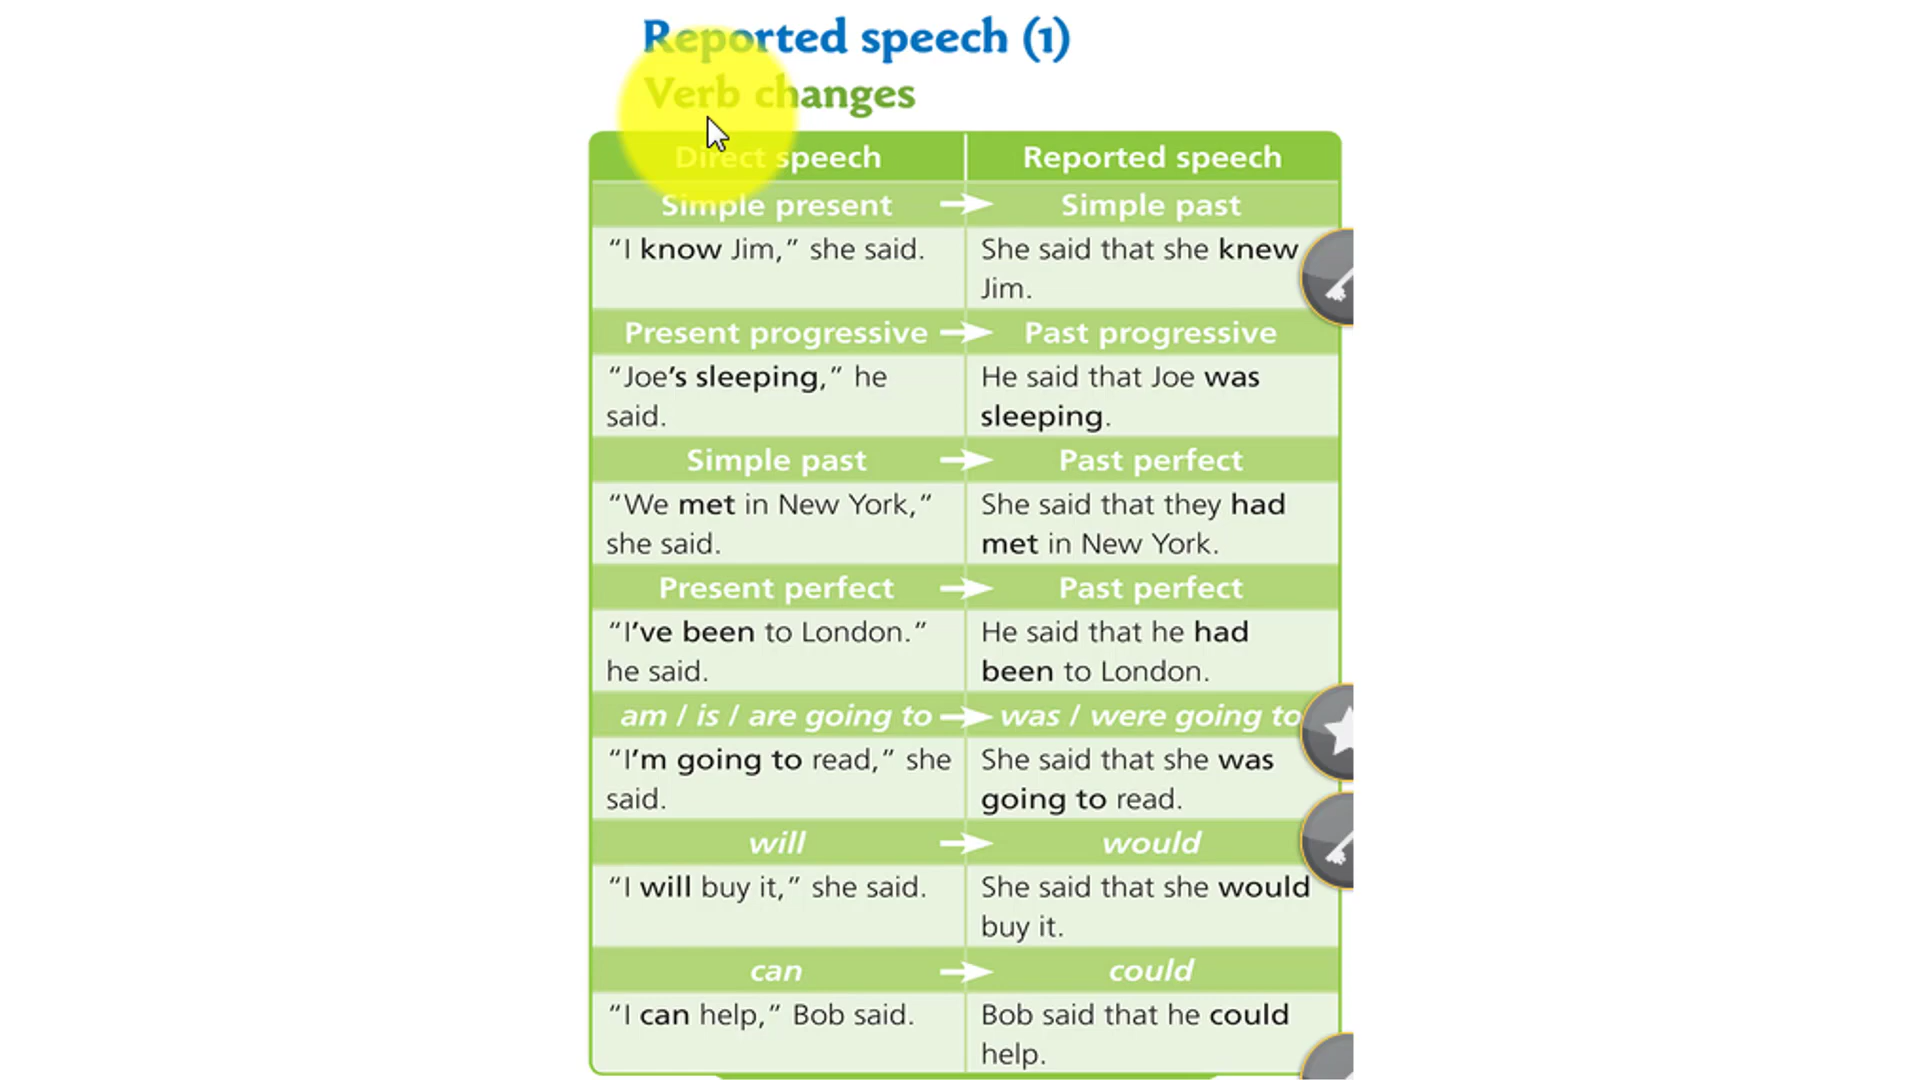 Reported speech (1)
Verb changes
Direct speech Reported speech
Simple present → Simple past
“I know Jim,” she said. She said that she knew
Jim.
Present progressive → Past progressive
“Joe’s sleeping,” he He said that Joe was
said. sleeping.
Simple past → Past perfect
“We met in New York,” She said that they had
she said. met in New York.
Present perfect → Past perfect
“I’ve been to London.” He said that he had
he said. been to London.
am / is / are going to → was / were going to
“I’m going to read,” she She said that she was
said. going to read.
will → would
“I will buy it,” she said. She said that she would
buy it.
can → could
“I can help,” Bob said. Bob said that he could
help.